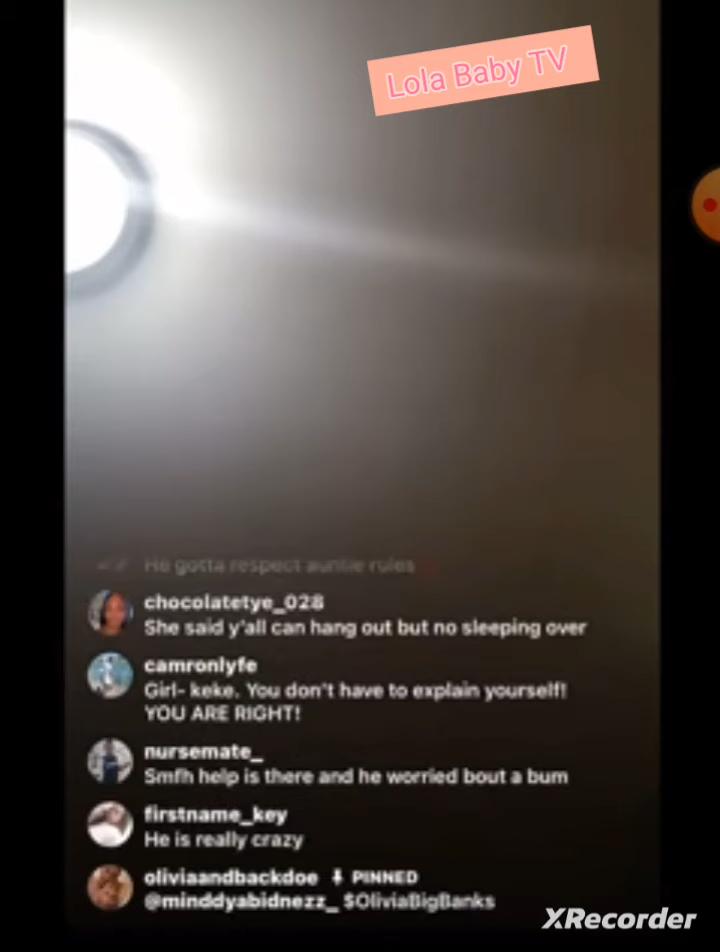 Lola Baby TV
He gotta respect auntie rules
chocolatetye_028
She said y'all can hang out but no sleeping over
camronlyfe
Girl- keke. You don't have to explain yourself!
YOU ARE RIGHT!
nursemate_
Smfh help is there and he worried bout a bum
firstname_key
He is really crazy
oliviaandbackdoe PINNED
@minddyabidnezz_ $OliviaBigBanks
XRecorder